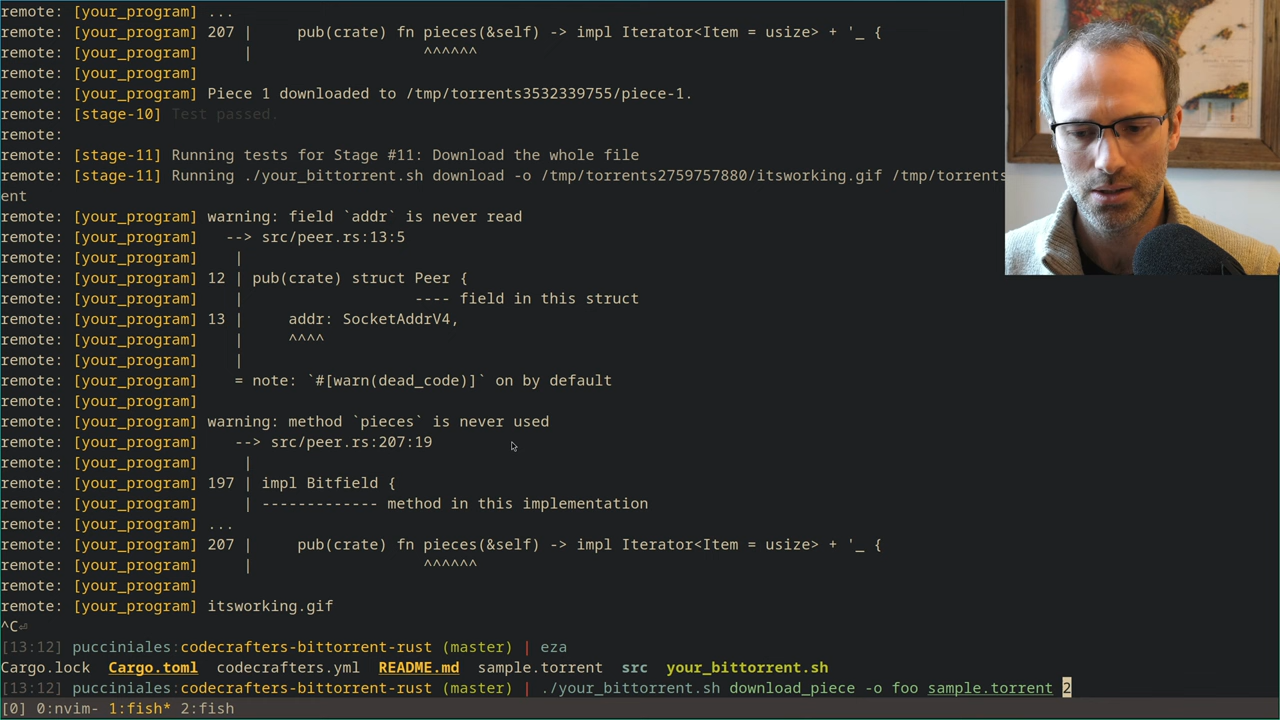 remote: [your_program] ...
remote: [your_program] 207 |     pub(crate) fn pieces(&self) -> impl Iterator<Item = usize> + '_ {
remote: [your_program]     |                   ^^^^^^
remote: [your_program]
remote: [your_program] Piece 1 downloaded to /tmp/torrents3532339755/piece-1.
remote: [stage-10] Test passed.
remote:
remote: [stage-11] Running tests for Stage #11: Download the whole file
remote: [stage-11] Running ./your_bittorrent.sh download -o /tmp/torrents2759757880/itsworking.gif /tmp/torrents
ent
remote: [your_program] warning: field `addr` is never read
remote: [your_program]   --> src/peer.rs:13:5
remote: [your_program]    |
remote: [your_program] 12 | pub(crate) struct Peer {
remote: [your_program]    |                   ---- field in this struct
remote: [your_program] 13 |     addr: SocketAddrV4,
remote: [your_program]    |     ^^^^
remote: [your_program]    |
remote: [your_program]    = note: `#[warn(dead_code)]` on by default
remote: [your_program]
remote: [your_program] warning: method `pieces` is never used
remote: [your_program]    --> src/peer.rs:207:19
remote: [your_program]     |
remote: [your_program] 197 | impl Bitfield {
remote: [your_program]     | ------------- method in this implementation
remote: [your_program] ...
remote: [your_program] 207 |     pub(crate) fn pieces(&self) -> impl Iterator<Item = usize> + '_ {
remote: [your_program]     |                   ^^^^^^
remote: [your_program]
remote: [your_program] itsworking.gif
^C⏎
[13:12] pucciniales:codecrafters-bittorrent-rust (master) | eza
Cargo.lock  Cargo.toml  codecrafters.yml  README.md  sample.torrent  src  your_bittorrent.sh
[13:12] pucciniales:codecrafters-bittorrent-rust (master) | ./your_bittorrent.sh download_piece -o foo sample.torrent 2
[0] 0:nvim- 1:fish* 2:fish